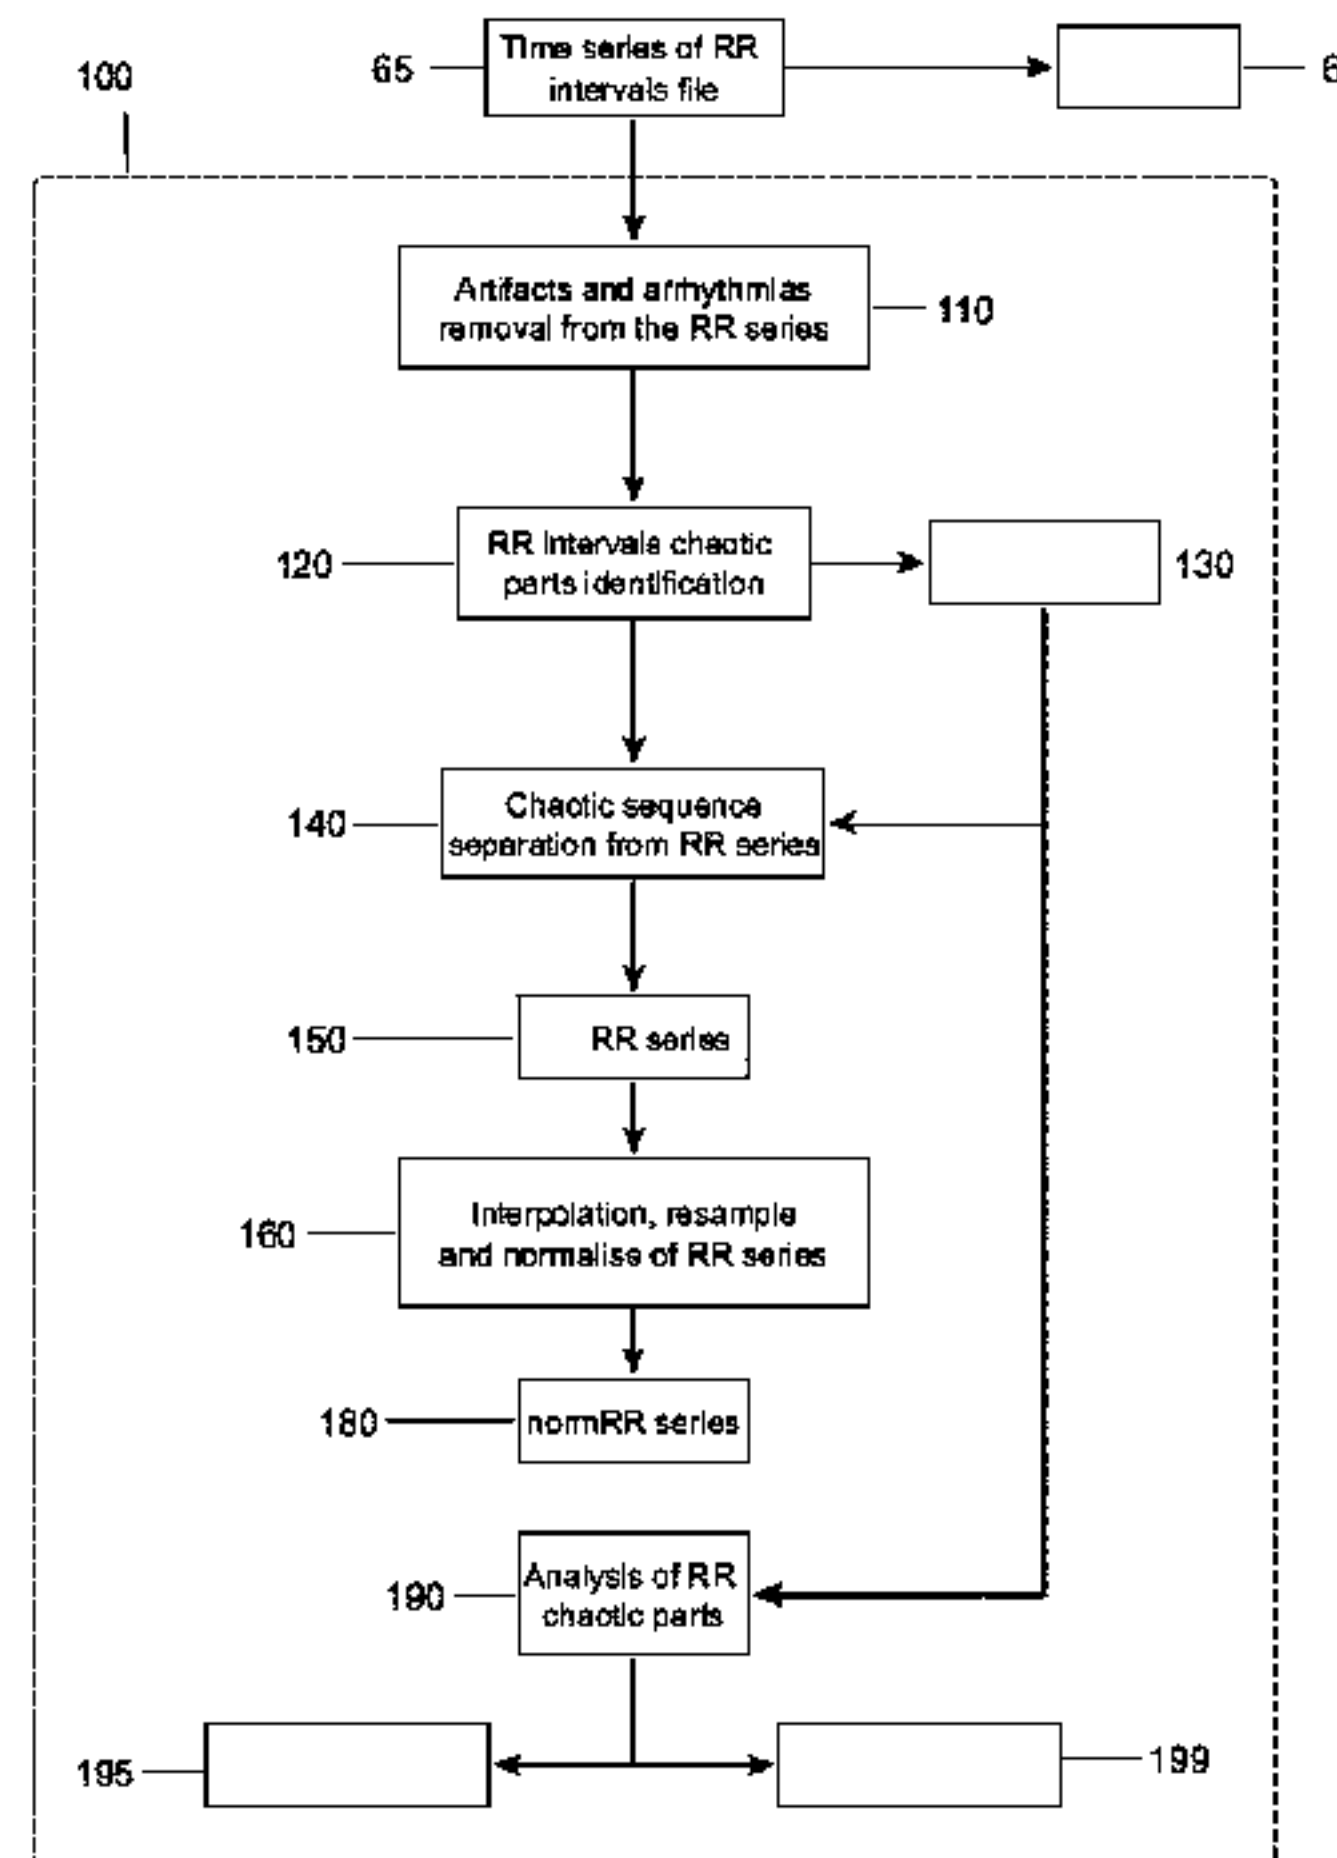 100
65
Time series of RR
intervals file
6
Artifacts and arrhythmias
removal from the RR series
110
120
RR Intervals chaotic
parts identification
130
140
Chaotic sequence
separation from RR series
150
RR series
160
Interpolation, resample
and normalise of RR series
180
normRR series
190
Analysis of RR
chaotic parts
195
199